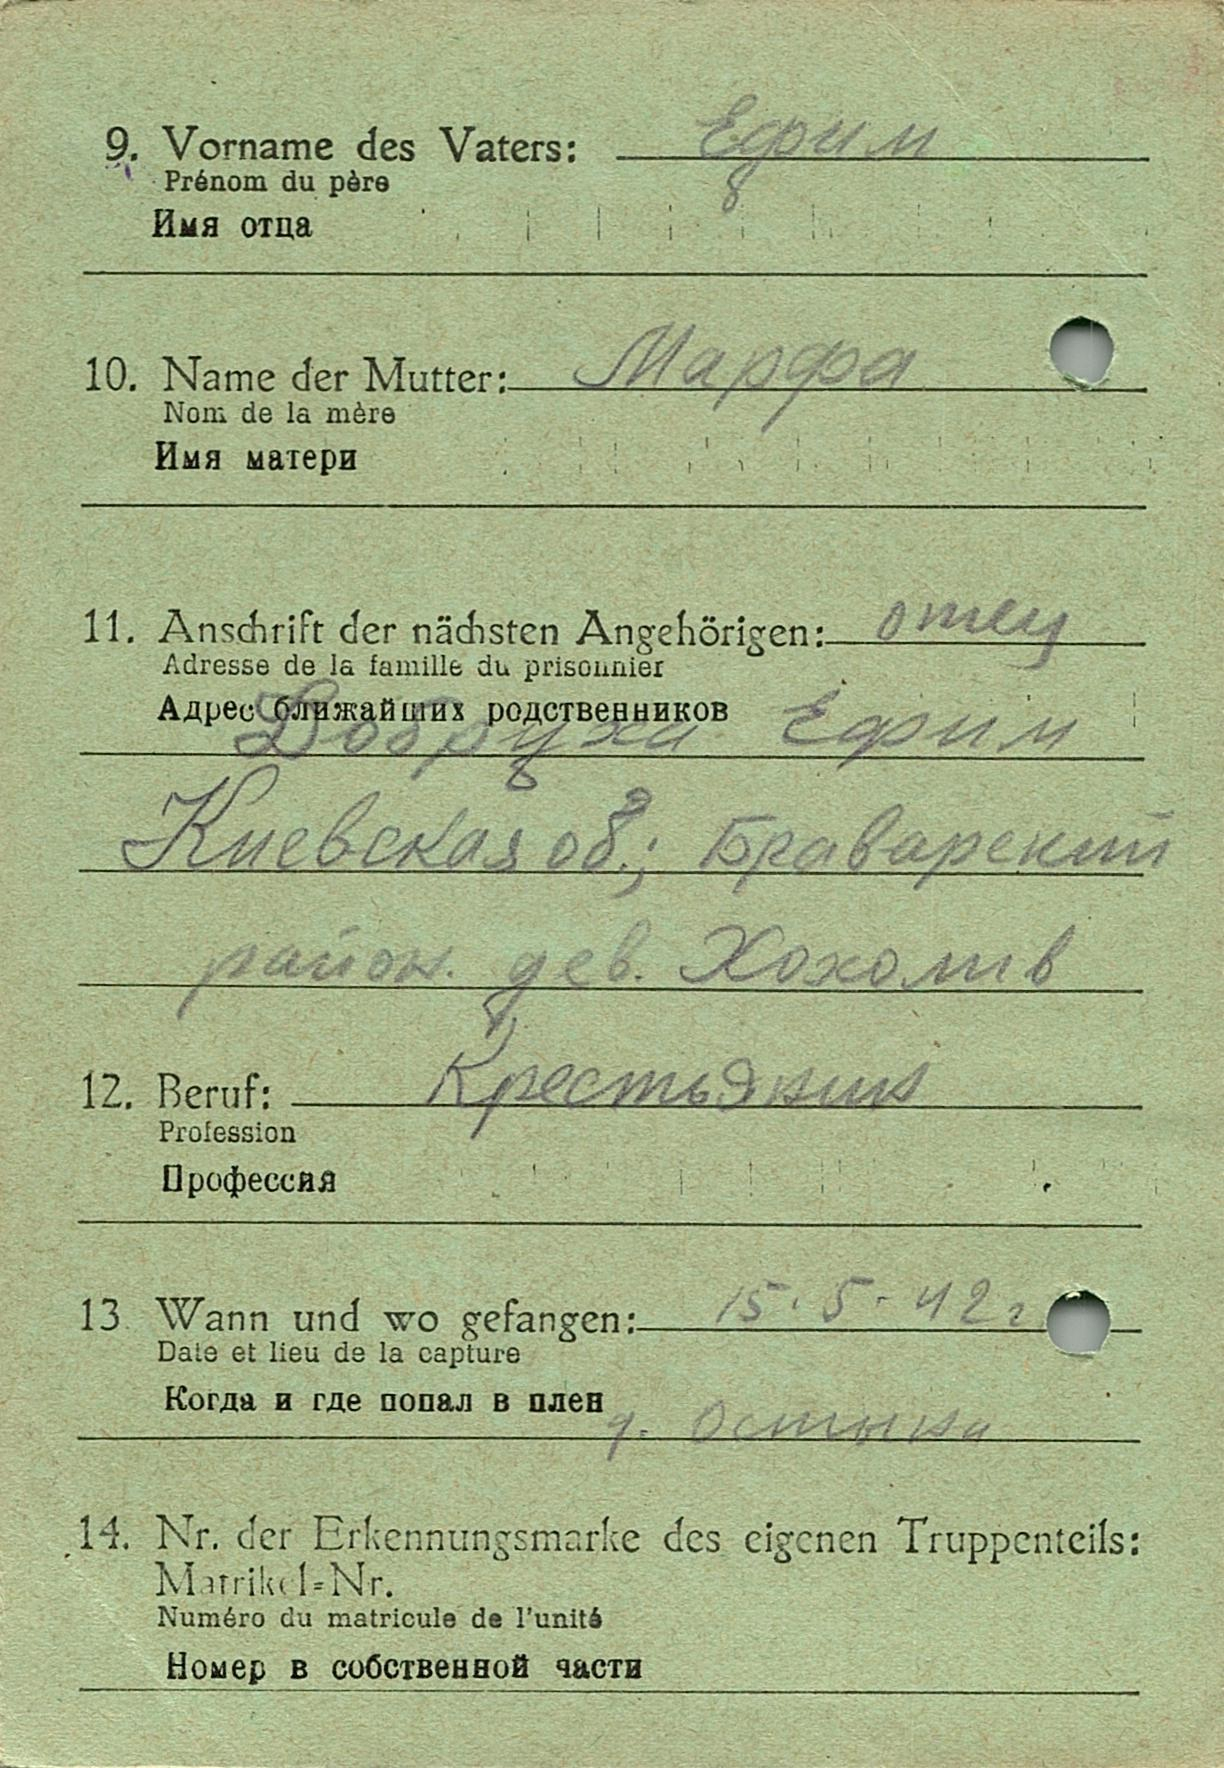 9. Vorname des Vaters: Ефим
Prénom du père
Имя отца
10. Name der Mutter: Марфа
Nom de la mère
Имя матери
11. Anschrift der nächsten Angehörigen: отец
Adresse de la famille du prisonnier
Адрес ближайших родственников
Добруха Ефим
Киевская об.; Браварский
район. дев. Хохолив
12. Beruf: Крестьянин
Profession
Профессия
13 Wann und wo gefangen: 15.5.42 г
Date et lieu de la capture
Когда и где попал в плен
д.
14. Nr. der Erkennungsmarke des eigenen Truppenteils:
Matrikel=Nr.
Numéro du matricule de l'unité
Номер в собственной части